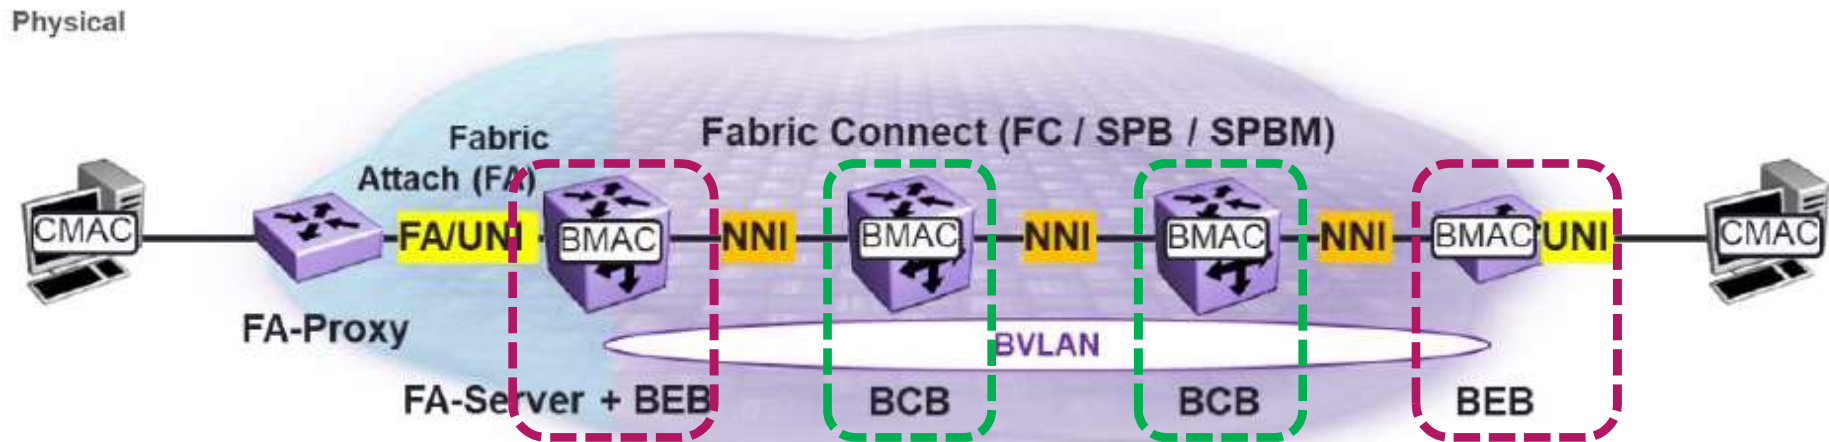 Physical
Fabric Connect (FC / SPB / SPBM)
Fabric
Attach (FA)
CMAC
FA/UNI
BMAC
NNI
BMAC
NNI
BMAC
NNI
BMAC
UNI
CMAC
FA-Proxy
BVLAN
FA-Server + BEB
BCB
BCB
BEB